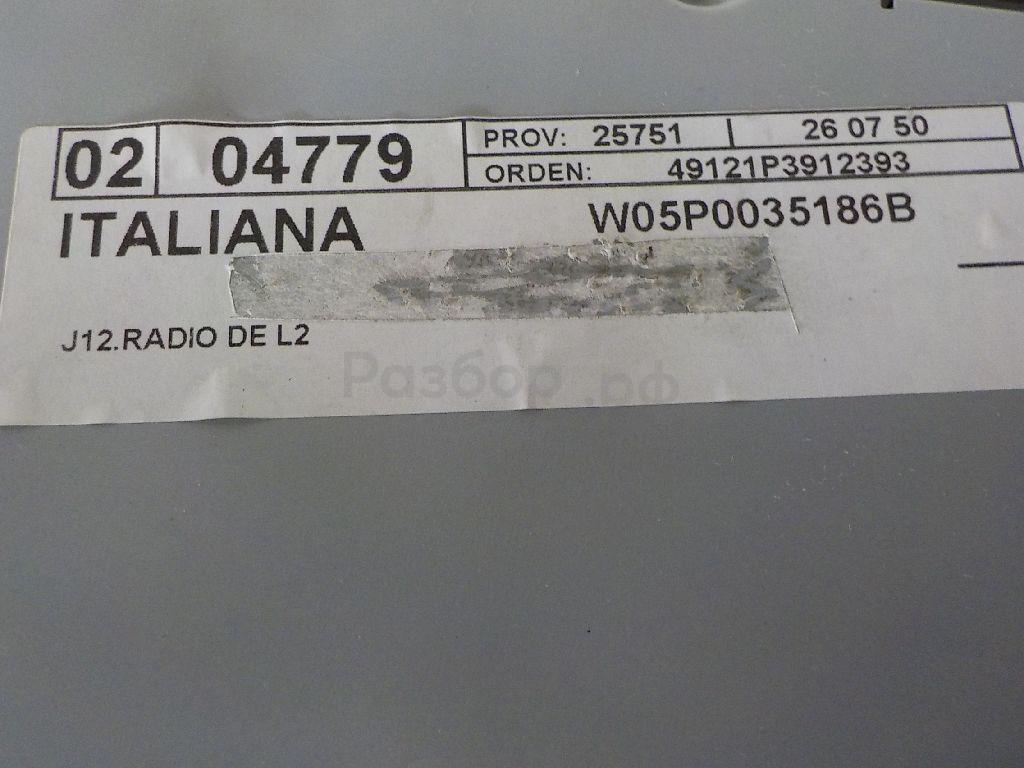 02 04779 PROV: 25751 26 07 50
ORDEN: 49121P3912393
ITALIANA W05P0035186B
J12.RADIO DE L2
Разбор.рф